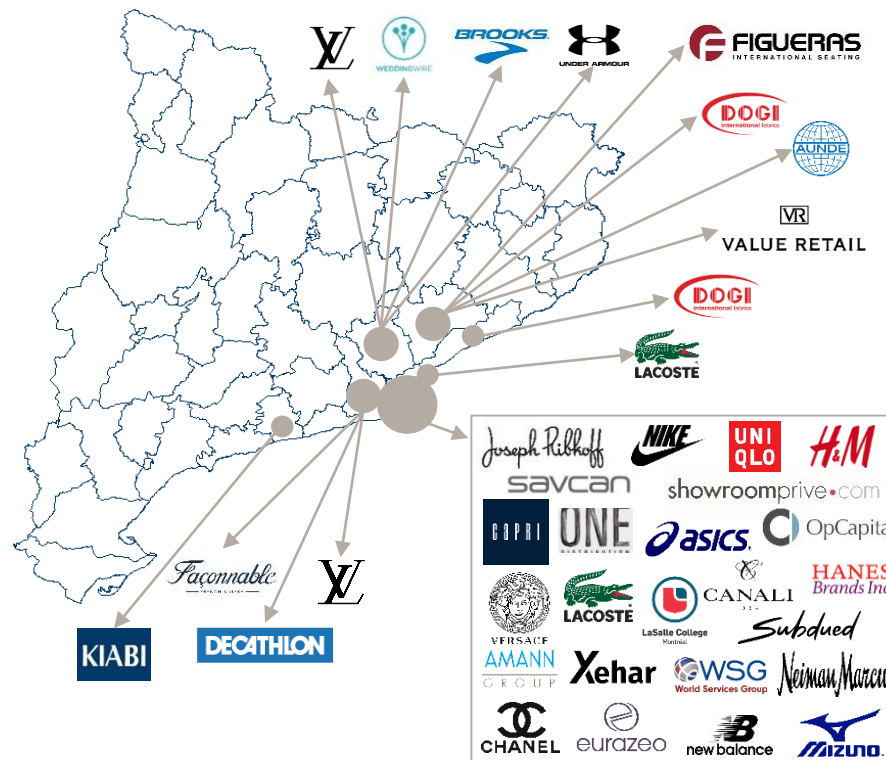 LV
WEDDINGWIRE
BROOKS
UNDER ARMOUR
FIGUERAS
INTERNATIONAL SEATING
DOGI
international fabrics
AUNDE
VR
VALUE RETAIL
DOGI
international fabrics
LACOSTE
Joseph Ribkoff
NIKE
UNI
QLO
H&M
savcan
showroomprive.com
CAPRI
ONE
DISTRIBUTION
asics
OpCapita
VERSACE
LACOSTE
LaSalle College
Montréal
CANALI
HANES
Brands Inc
Subdued
AMANN
GROUP
Xehar
WSG
World Services Group
Neiman Marcu
CHANEL
eurazeo
new balance
MIZUNO
Façonnable
LV
KIABI
DECATHLON